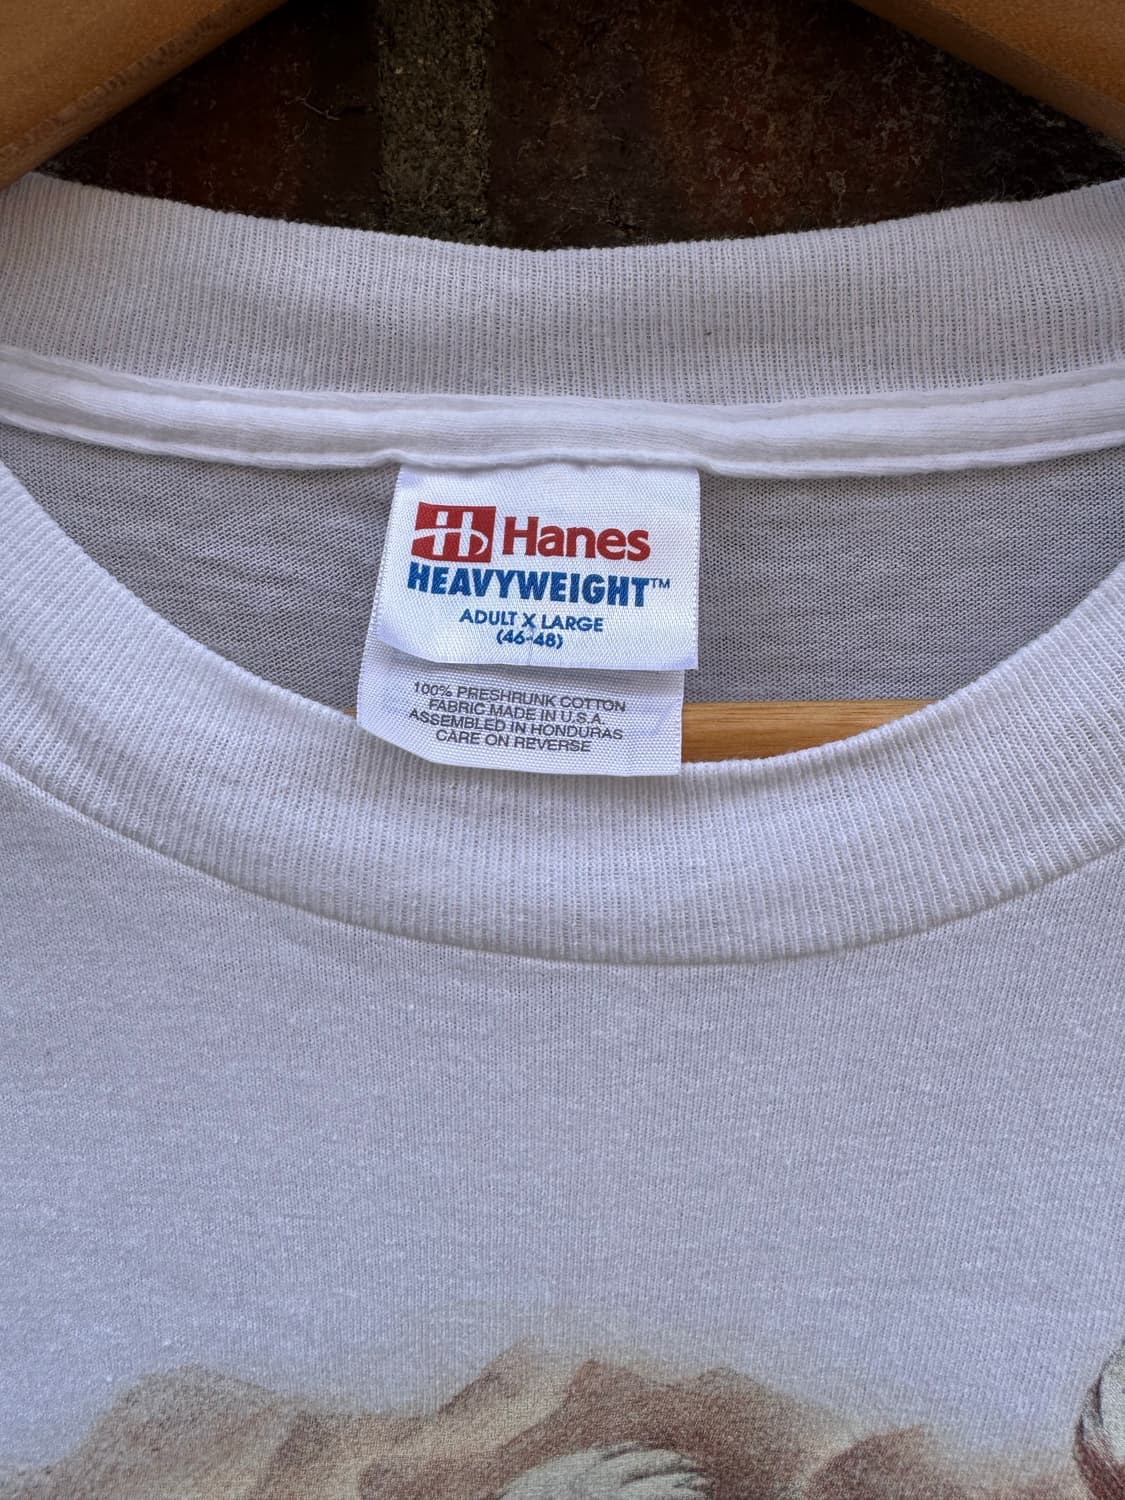 Hanes
HEAVYWEIGHT™
ADULT X LARGE
(46-48)
100% PRESHRUNK COTTON
FABRIC MADE IN U.S.A.
ASSEMBLED IN HONDURAS
CARE ON REVERSE